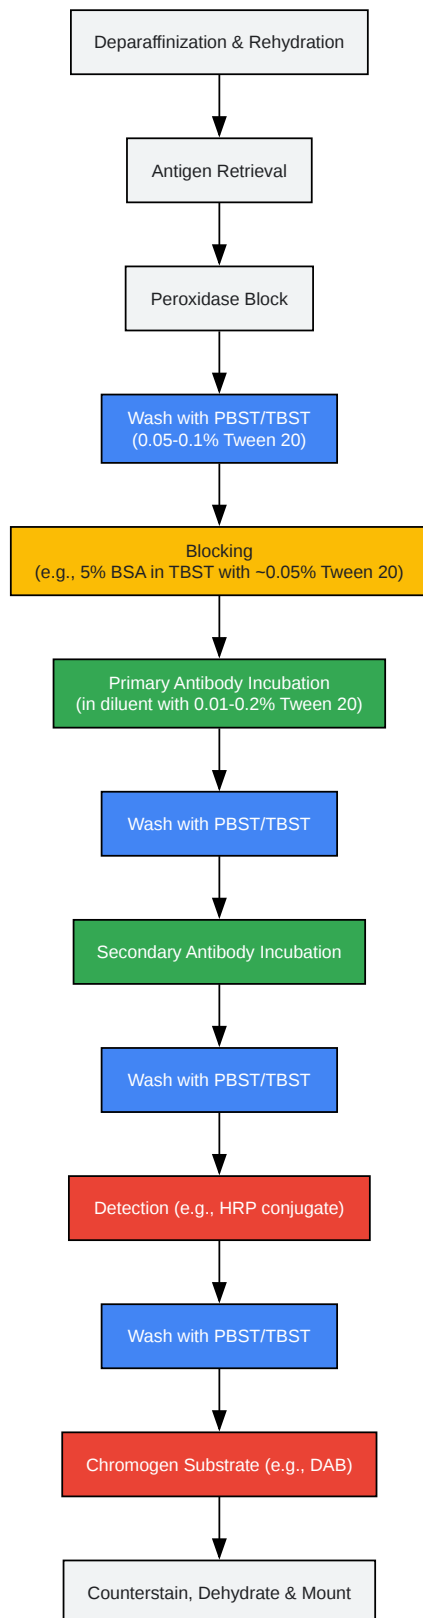 Deparaffinization & Rehydration
Antigen Retrieval
Peroxidase Block
Wash with PBST/TBST
(0.05-0.1% Tween 20)
Blocking
(e.g., 5% BSA in TBST with ~0.05% Tween 20)
Primary Antibody Incubation
(in diluent with 0.01-0.2% Tween 20)
Wash with PBST/TBST
Secondary Antibody Incubation
Wash with PBST/TBST
Detection (e.g., HRP conjugate)
Wash with PBST/TBST
Chromogen Substrate (e.g., DAB)
Counterstain, Dehydrate & Mount